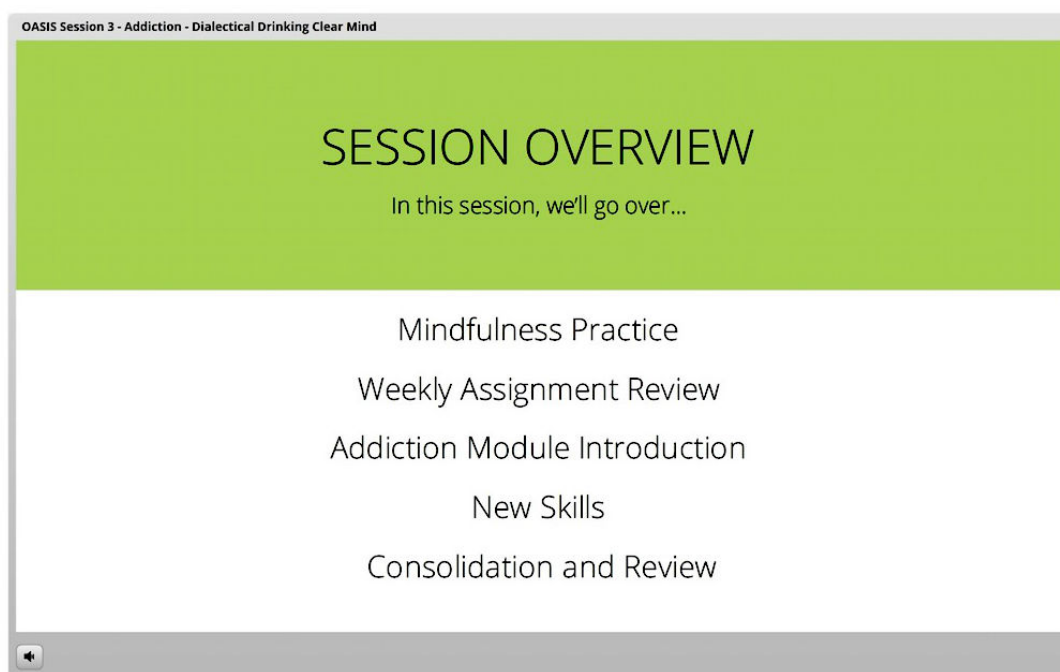 OASIS Session 3 - Addiction - Dialectical Drinking Clear Mind
SESSION OVERVIEW
In this session, we'll go over...
Mindfulness Practice
Weekly Assignment Review
Addiction Module Introduction
New Skills
Consolidation and Review